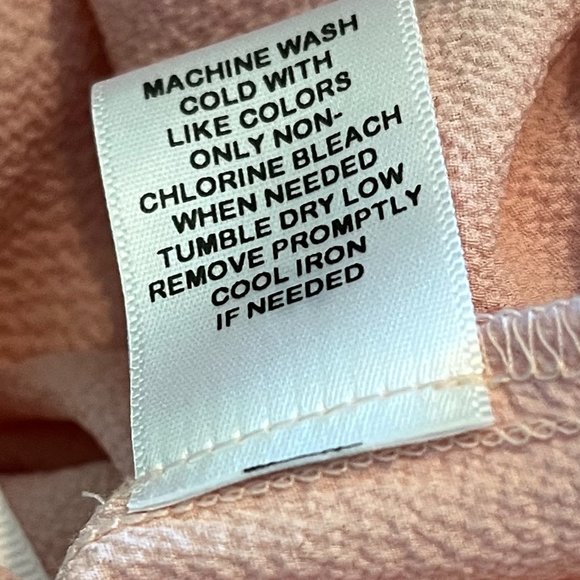 MACHINE WASH
COLD WITH
LIKE COLORS
ONLY NON-
CHLORINE BLEACH
WHEN NEEDED
TUMBLE DRY LOW
REMOVE PROMPTLY
COOL IRON
IF NEEDED